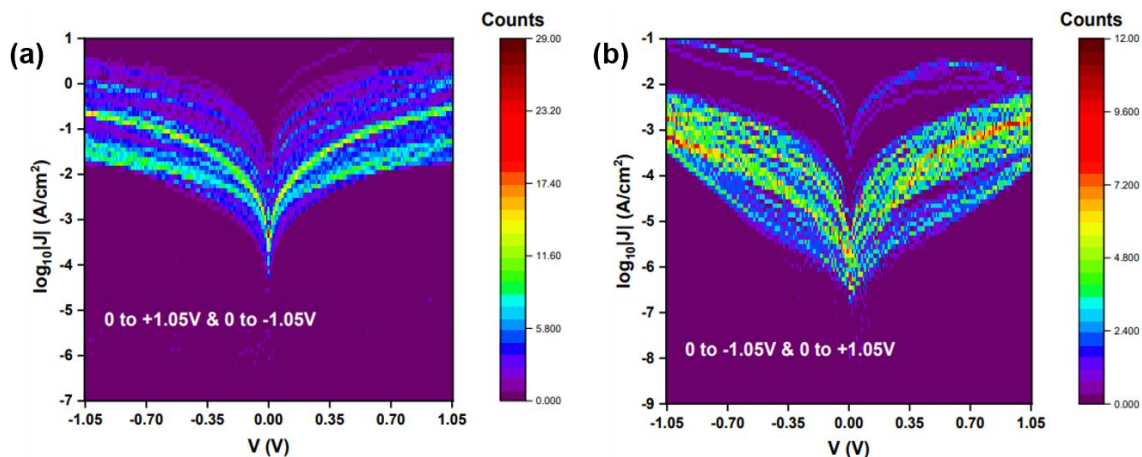 (a)
Counts
log10|J| (A/cm²)
1
0
-1
-2
-3
-4
-5
-6
-7
0 to +1.05V & 0 to -1.05V
-1.05 -0.70 -0.35 0.00 0.35 0.70 1.05
V (V)
29.00
23.20
17.40
11.60
5.800
0.000
(b)
Counts
log10|J| (A/cm²)
-1
-2
-3
-4
-5
-6
-7
-8
-9
0 to -1.05V & 0 to +1.05V
-1.05 -0.70 -0.35 0.00 0.35 0.70 1.05
V (V)
12.00
9.600
7.200
4.800
2.400
0.000